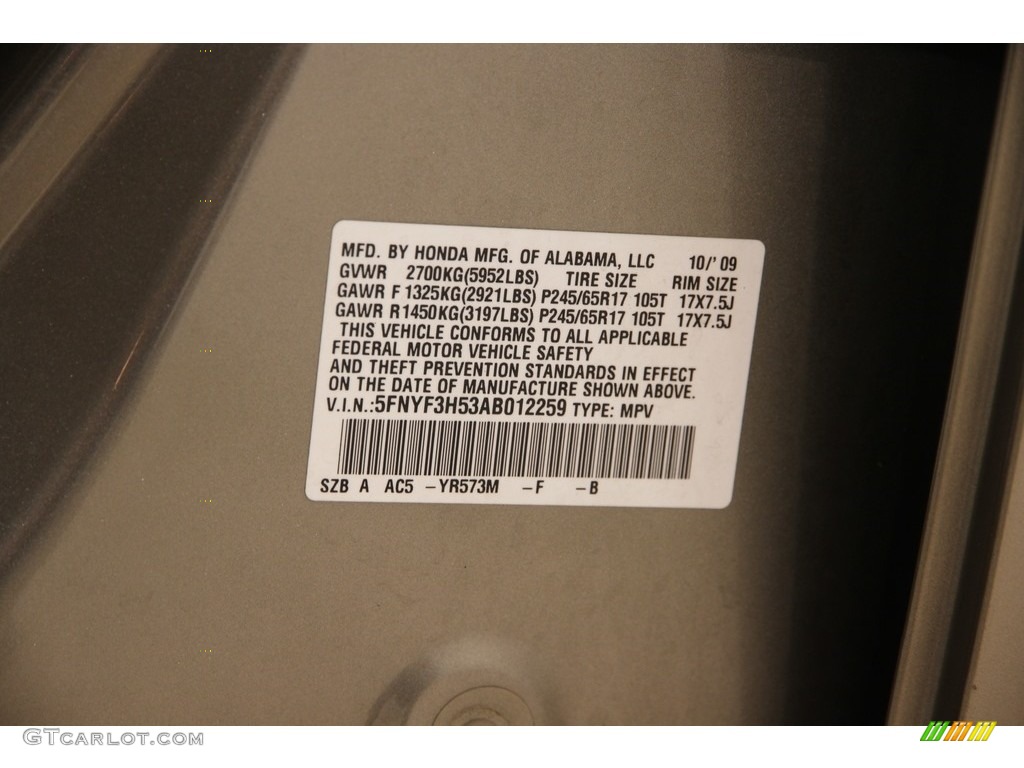 MFD. BY HONDA MFG. OF ALABAMA, LLC 10/'09
GVWR 2700KG(5952LBS) TIRE SIZE RIM SIZE
GAWR F 1325KG(2921LBS) P245/65R17 105T 17X7.5J
GAWR R1450KG(3197LBS) P245/65R17 105T 17X7.5J
THIS VEHICLE CONFORMS TO ALL APPLICABLE
FEDERAL MOTOR VEHICLE SAFETY
AND THEFT PREVENTION STANDARDS IN EFFECT
ON THE DATE OF MANUFACTURE SHOWN ABOVE.
V.I.N.:5FNYF3H53AB012259 TYPE: MPV
SZB A AC5 -YR573M -F -B
GTCARLOT.COM